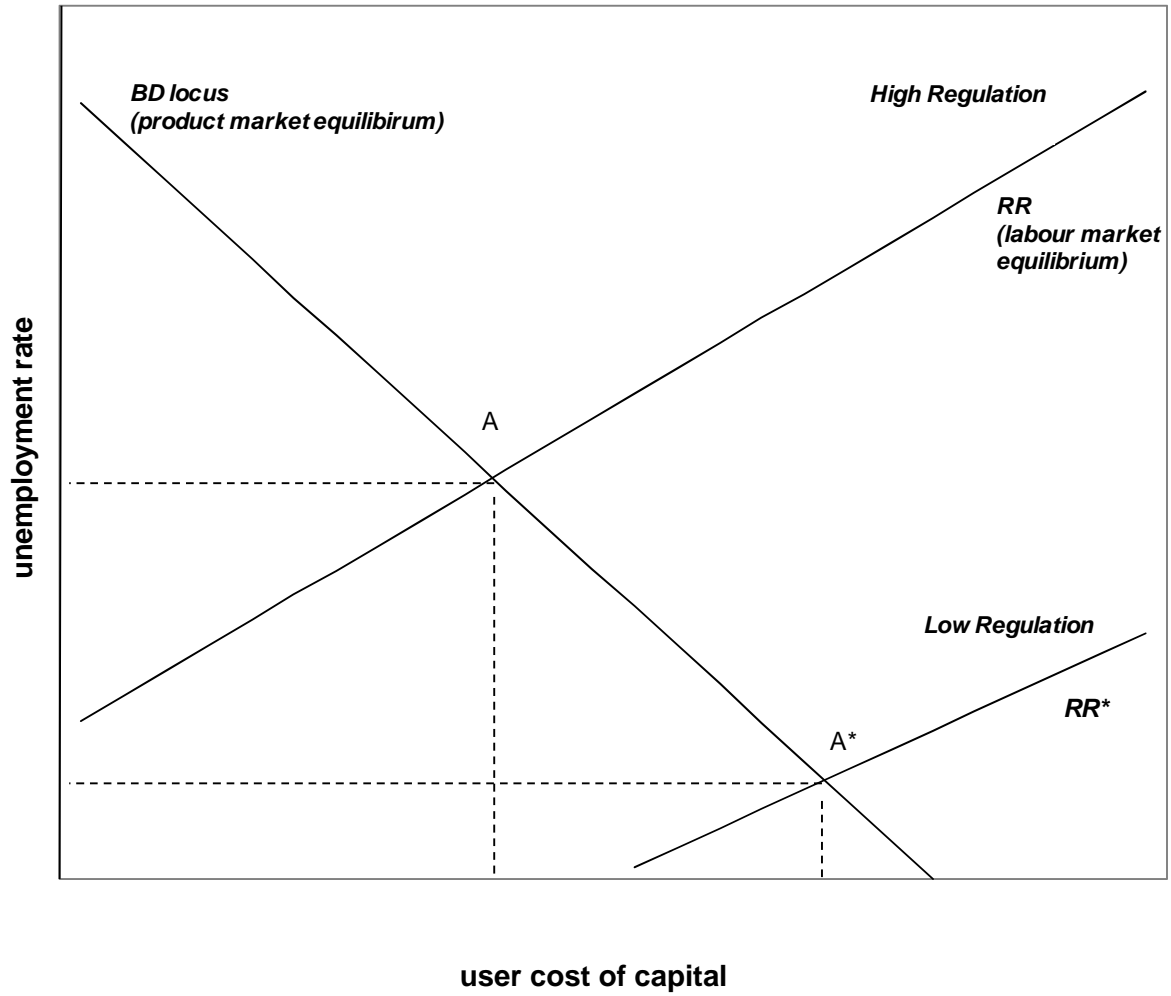 BD locus
(product market equilibirum)
High Regulation
RR
(labour market
equilibrium)
A
unemployment rate
Low Regulation
RR*
A*
user cost of capital